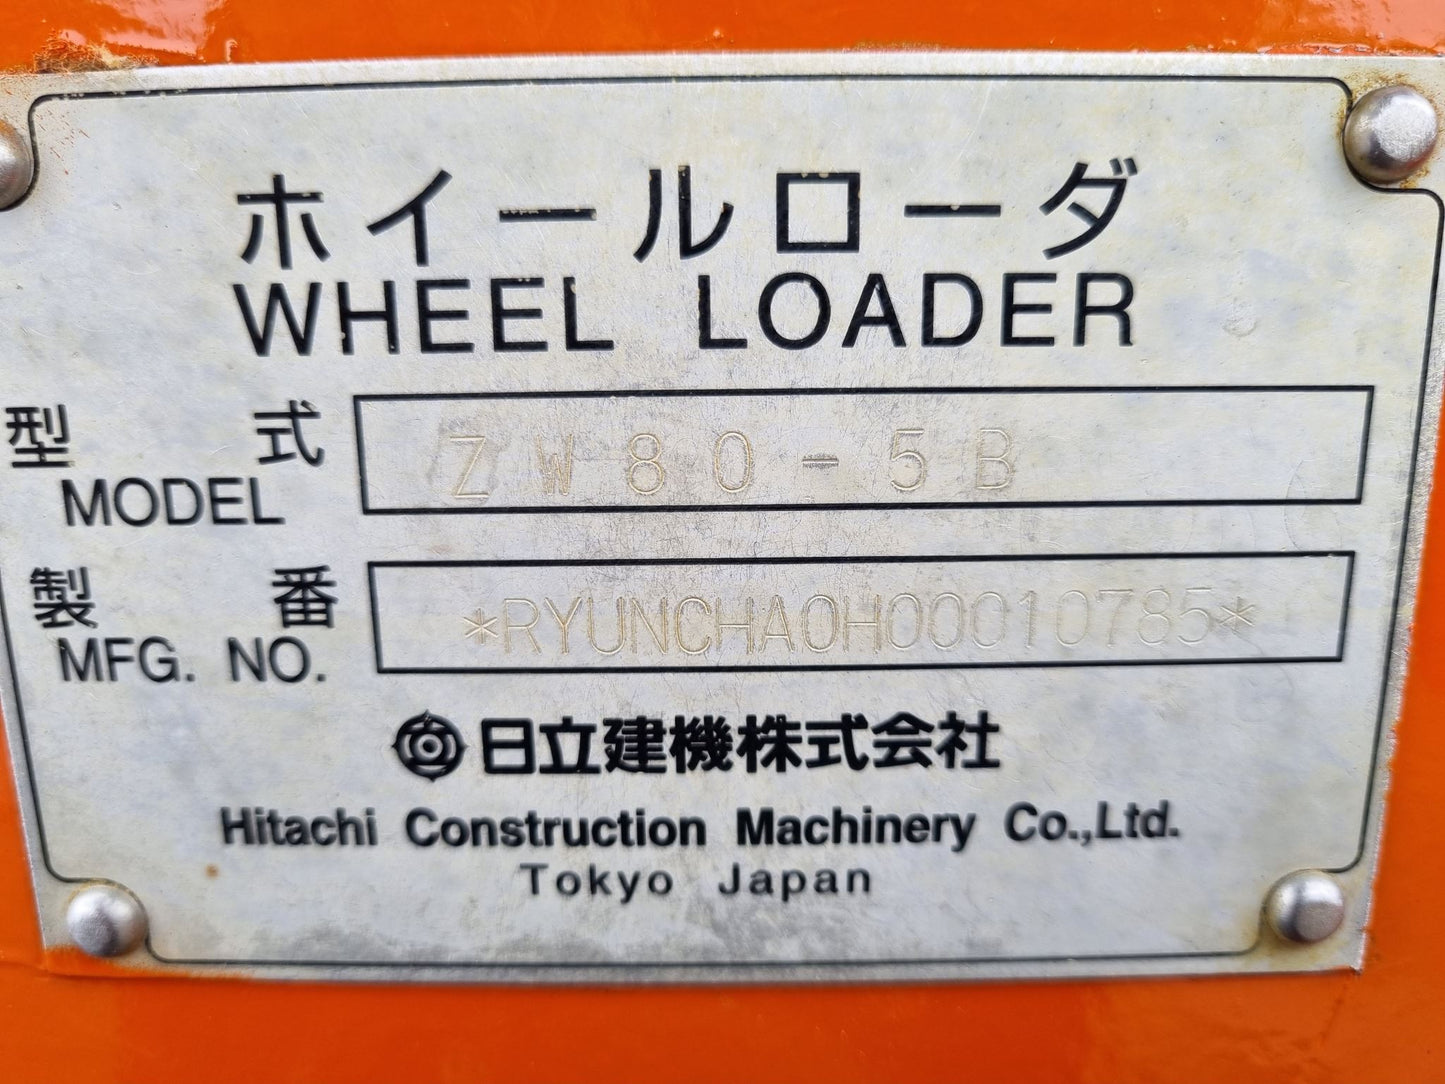 ホイールローダ
WHEEL LOADER
型式 ZW80-5B
MODEL
製番 *RYUNCHA0H00010785*
MFG. NO.
日立建機株式会社
Hitachi Construction Machinery Co.,Ltd.
Tokyo Japan